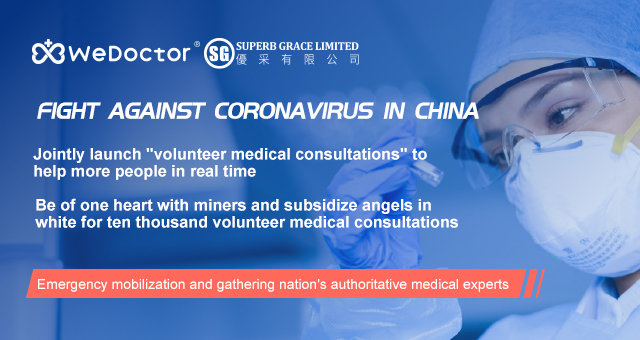 WeDoctor®
SG
SUPERB GRACE LIMITED
優采有限公司
FIGHT AGAINST CORONAVIRUS IN CHINA
Jointly launch "volunteer medical consultations" to
help more people in real time
Be of one heart with miners and subsidize angels in
white for ten thousand volunteer medical consultations
Emergency mobilization and gathering nation's authoritative medical experts